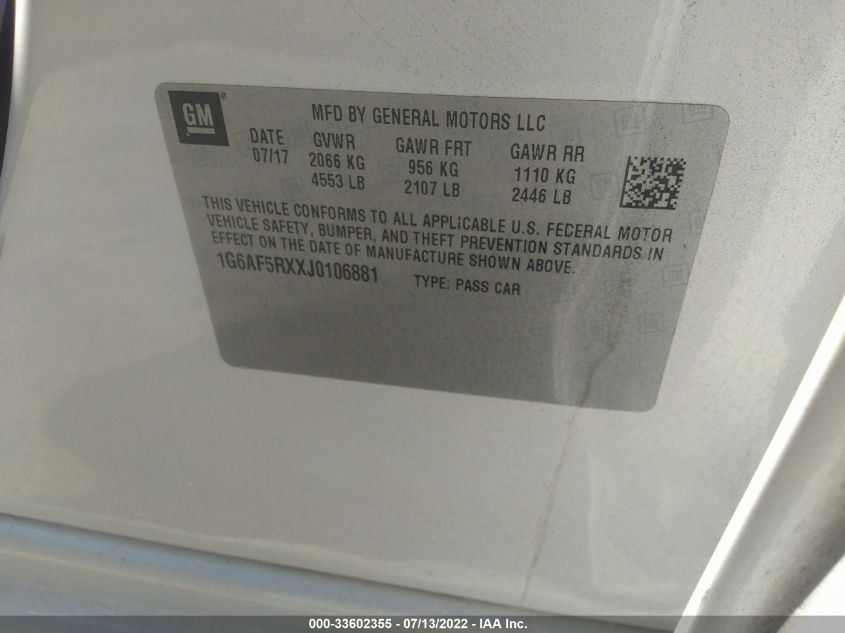 GM
MFD BY GENERAL MOTORS LLC
DATE GVWR GAWR FRT GAWR RR
07/17 2066 KG 956 KG 1110 KG
4553 LB 2107 LB 2446 LB
THIS VEHICLE CONFORMS TO ALL APPLICABLE U.S. FEDERAL MOTOR
VEHICLE SAFETY, BUMPER, AND THEFT PREVENTION STANDARDS IN
EFFECT ON THE DATE OF MANUFACTURE SHOWN ABOVE.
1G6AF5RXXJ0106881 TYPE: PASS CAR
000-33602355 - 07/13/2022 - IAA Inc.